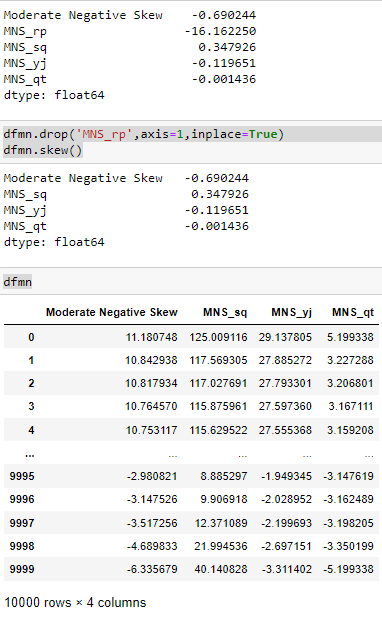 Moderate Negative Skew -0.690244
MNS_rp -16.162250
MNS_sq 0.347926
MNS_yj -0.119651
MNS_qt -0.001436
dtype: float64
dfmn.drop('MNS_rp',axis=1,inplace=True)
dfmn.skew()
Moderate Negative Skew -0.690244
MNS_sq 0.347926
MNS_yj -0.119651
MNS_qt -0.001436
dtype: float64
dfmn
Moderate Negative Skew MNS_sq MNS_yj MNS_qt
0 11.180748 125.009116 29.137805 5.199338
1 10.842938 117.569305 27.885272 3.227288
2 10.817934 117.027691 27.793301 3.206801
3 10.764570 115.875961 27.597360 3.167111
4 10.753117 115.629522 27.555368 3.159208
... ... ... ... ...
9995 -2.980821 8.885297 -1.949345 -3.147619
9996 -3.147526 9.906918 -2.028952 -3.162489
9997 -3.517256 12.371089 -2.199693 -3.198205
9998 -4.689833 21.994536 -2.697151 -3.350199
9999 -6.335679 40.140828 -3.311402 -5.199338
10000 rows × 4 columns